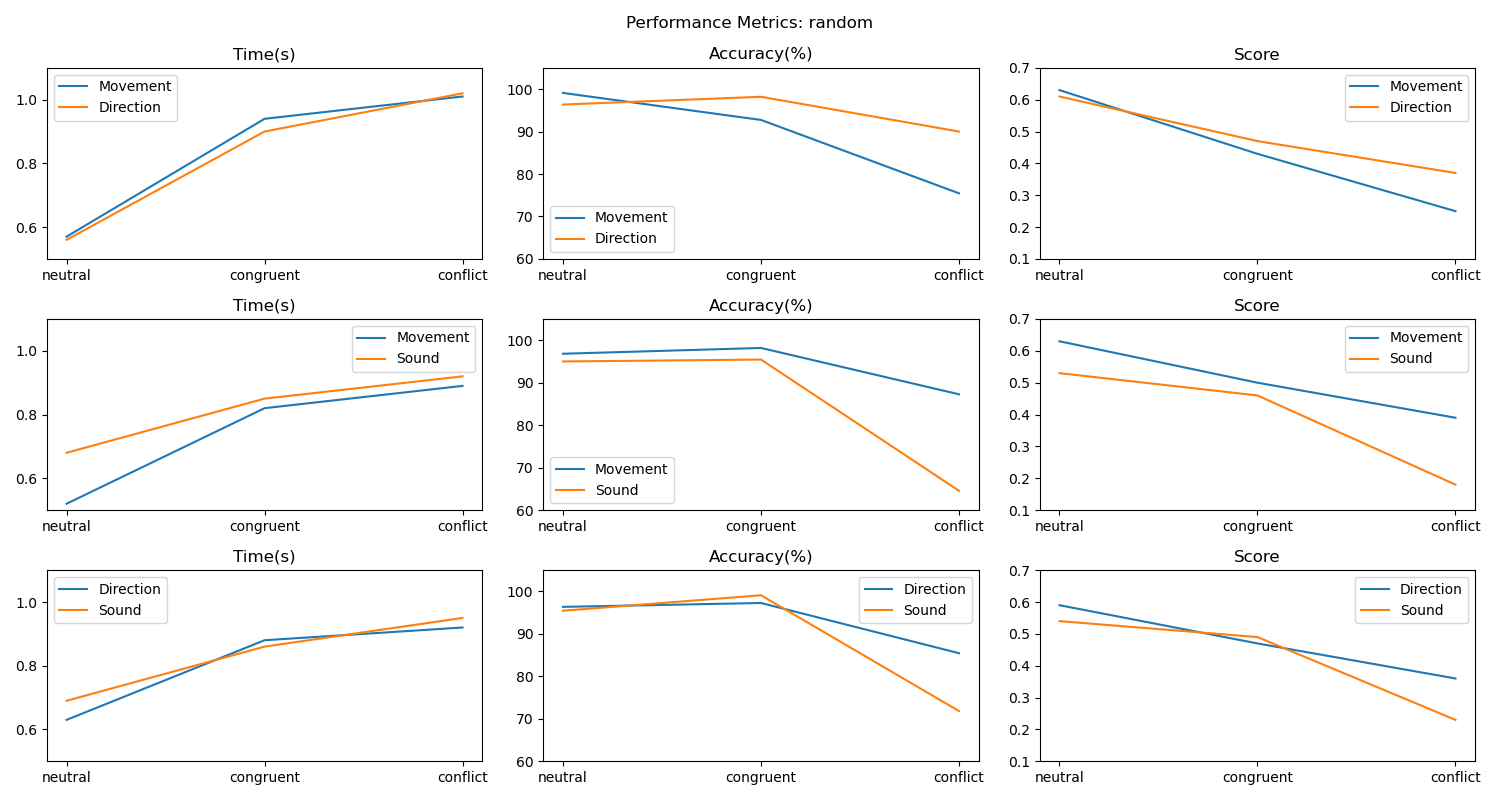 Performance Metrics: random
Time(s)
Movement
Direction
1.0
0.8
0.6
neutral congruent conflict
Accuracy(%)
100
90
80
70
60
Movement
Direction
neutral congruent conflict
Score
0.7
0.6
0.5
0.4
0.3
0.2
0.1
Movement
Direction
neutral congruent conflict
Time(s)
Movement
Sound
1.0
0.8
0.6
neutral congruent conflict
Accuracy(%)
100
90
80
70
60
Movement
Sound
neutral congruent conflict
Score
0.7
0.6
0.5
0.4
0.3
0.2
0.1
Movement
Sound
neutral congruent conflict
Time(s)
Direction
Sound
1.0
0.8
0.6
neutral congruent conflict
Accuracy(%)
Direction
Sound
100
90
80
70
60
neutral congruent conflict
Score
0.7
0.6
0.5
0.4
0.3
0.2
0.1
Direction
Sound
neutral congruent conflict